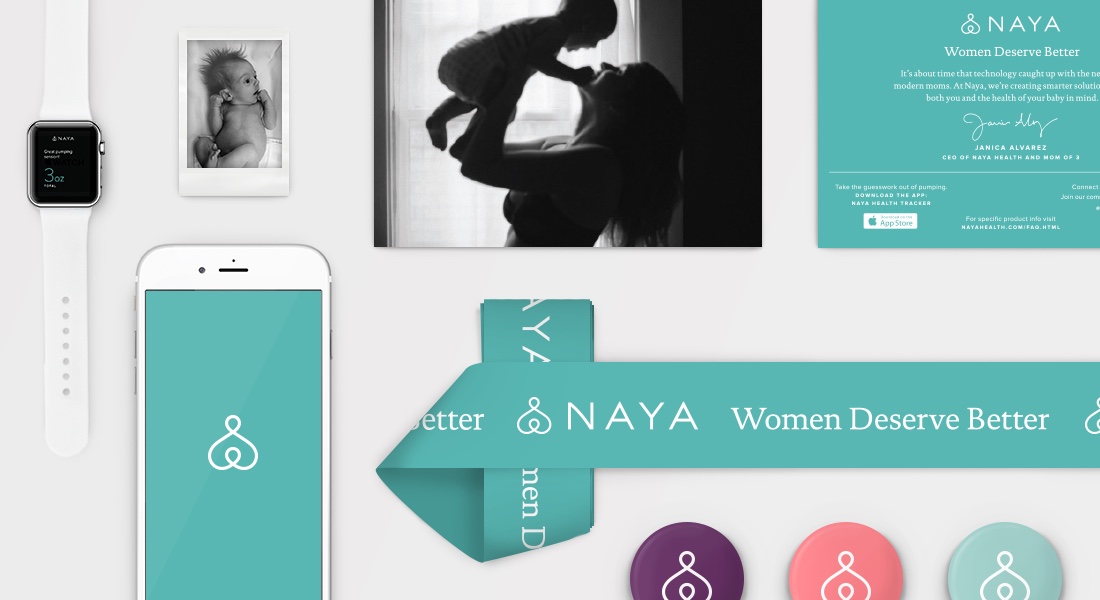 NAYA
Great pumping
session!
3oz
TOTAL
NAYA
Women Deserve Better
It's about time that technology caught up with the
modern moms. At Naya, we're creating smarter
both you and the health of your baby in mind.
Janica Alvarez
JANICA ALVAREZ
CEO OF NAYA HEALTH AND MOM OF 3
Take the guesswork out of pumping.
DOWNLOAD THE APP:
NAYA HEALTH TRACKER
App Store
Connect
Join our
For specific product info visit
NAYAHEALTH.COM/FAQ.HTML
AYA
etter NAYA Women Deserve Better
men D